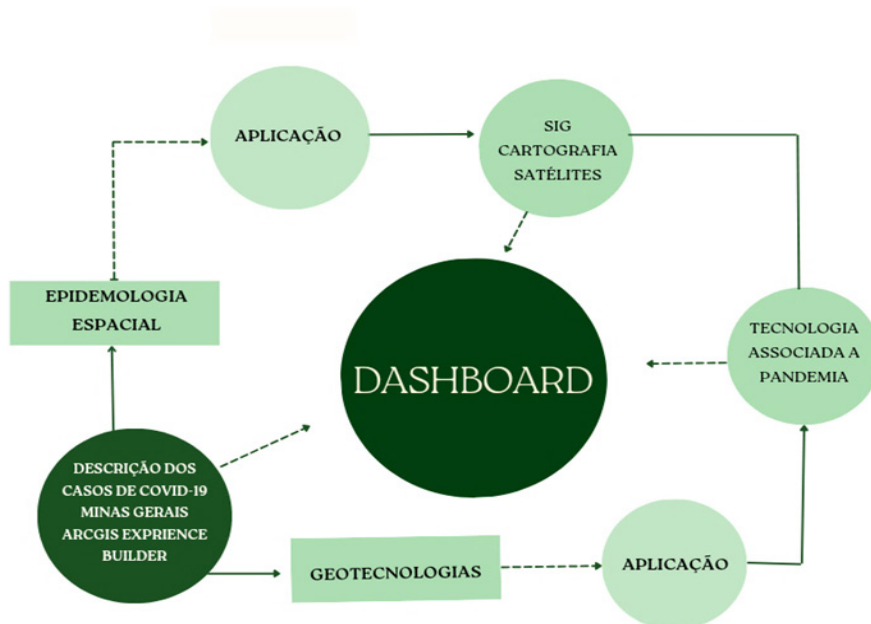 APLICAÇÃO
SIG
CARTOGRAFIA
SATÉLITES
EPIDEMOLOGIA
ESPACIAL
DASHBOARD
TECNOLOGIA
ASSOCIADA A
PANDEMIA
DESCRIÇÃO DOS
CASOS DE COVID-19
MINAS GERAIS
ARCGIS EXPRIENCE
BUILDER
GEOTECNOLOGIAS
APLICAÇÃO